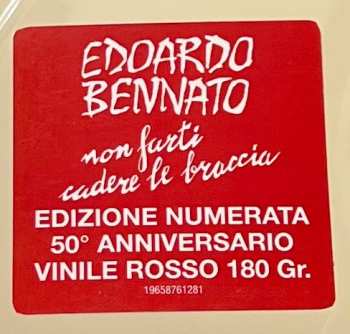 EDOARDO
BENNATO
non farti
cadere le braccia
EDIZIONE NUMERATA
50° ANNIVERSARIO
VINILE ROSSO 180 Gr.
19658761281